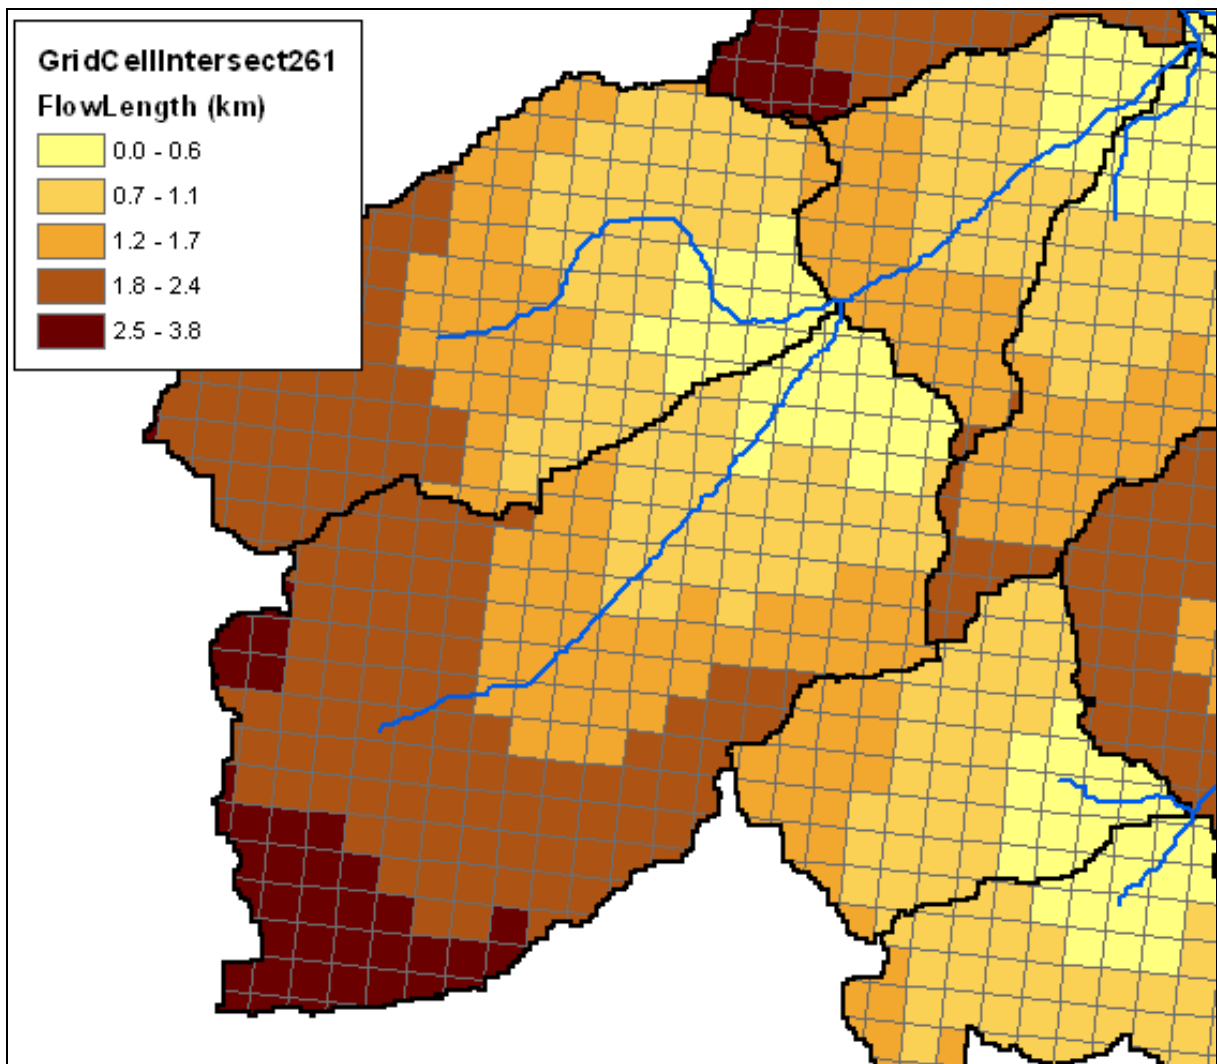 GridCellIntersect261
FlowLength (km)
0.0 - 0.6
0.7 - 1.1
1.2 - 1.7
1.8 - 2.4
2.5 - 3.8